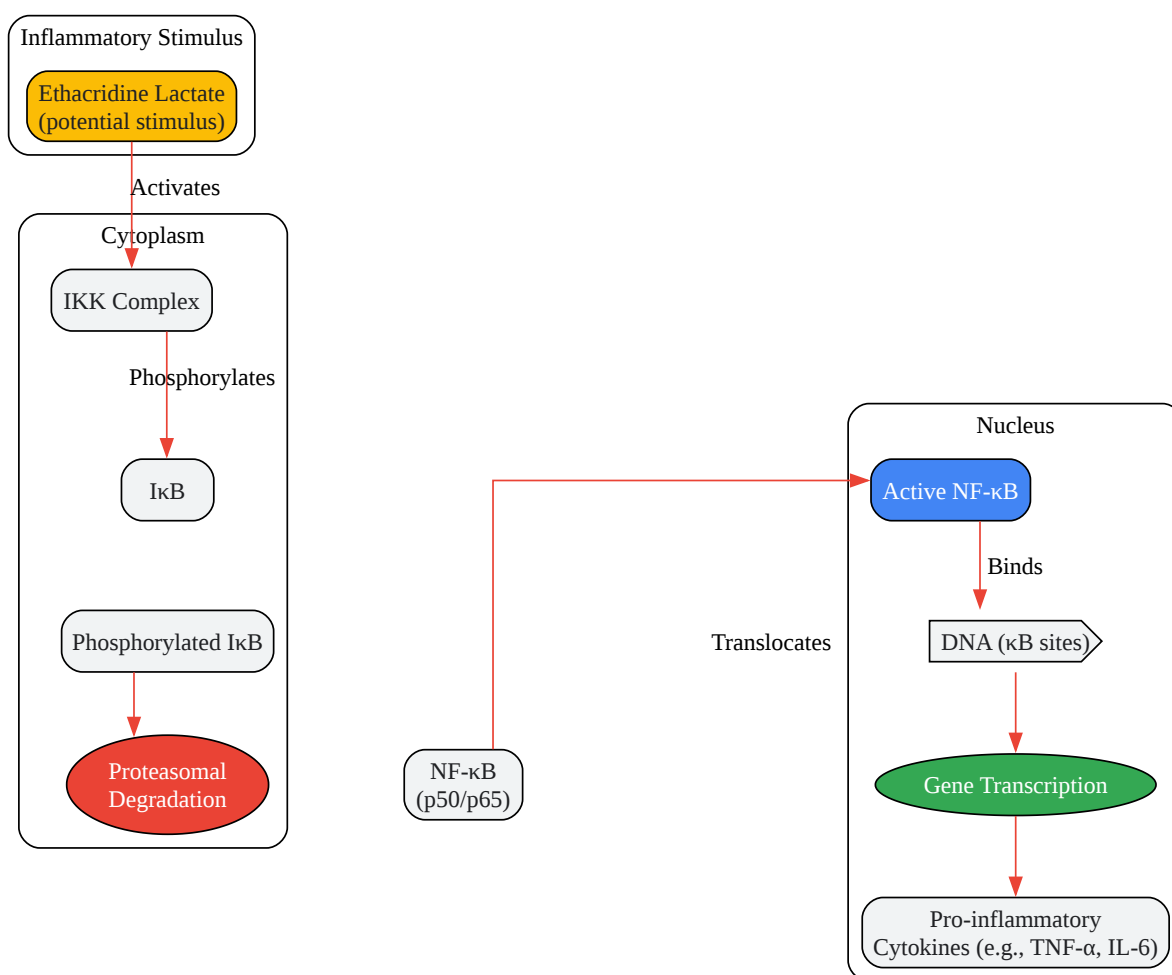 Inflammatory Stimulus
Ethacridine Lactate
(potential stimulus)
Activates
Cytoplasm
IKK Complex
Phosphorylates
IκB
Phosphorylated IκB
Proteasomal
Degradation
NF-κB
(p50/p65)
Translocates
Nucleus
Active NF-κB
Binds
DNA (κB sites)
Gene Transcription
Pro-inflammatory
Cytokines (e.g., TNF-α, IL-6)